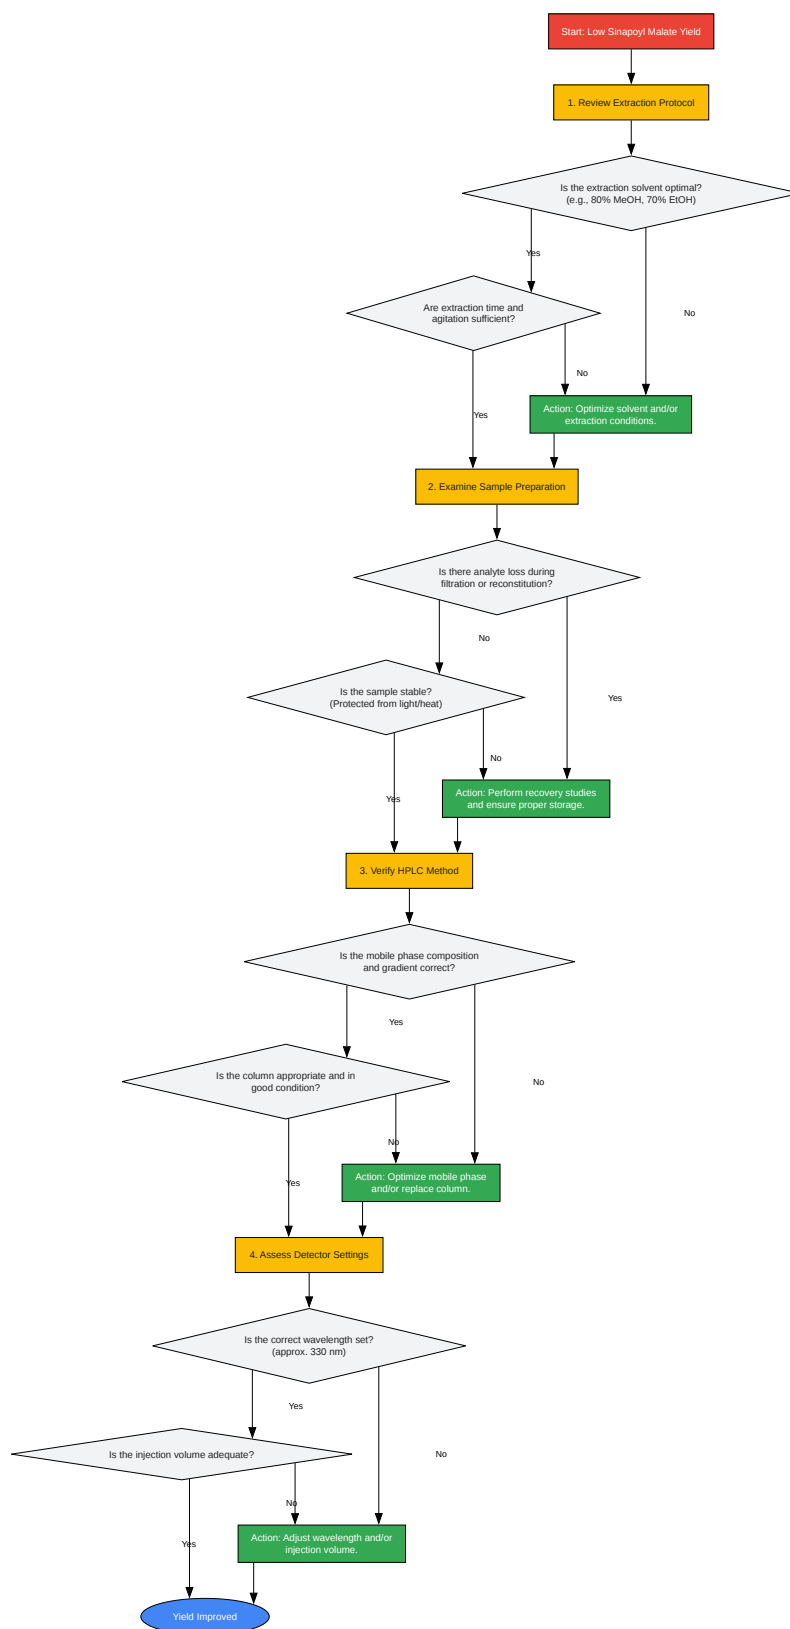 Start: Low Sinapoyl Malate Yield
1. Review Extraction Protocol
Is the extraction solvent optimal?
(e.g., 80% MeOH, 70% EtOH)
Yes
Are extraction time and
agitation sufficient?
No
No
Yes
Action: Optimize solvent and/or
extraction conditions.
2. Examine Sample Preparation
Is there analyte loss during
filtration or reconstitution?
No
Is the sample stable?
(Protected from light/heat)
Yes
No
Yes
Action: Perform recovery studies
and ensure proper storage.
3. Verify HPLC Method
Is the mobile phase composition
and gradient correct?
Yes
Is the column appropriate and in
good condition?
No
No
Yes
Action: Optimize mobile phase
and/or replace column.
4. Assess Detector Settings
Is the correct wavelength set?
(approx. 330 nm)
Yes
Is the injection volume adequate?
No
No
Yes
Action: Adjust wavelength and/or
injection volume.
Yield Improved